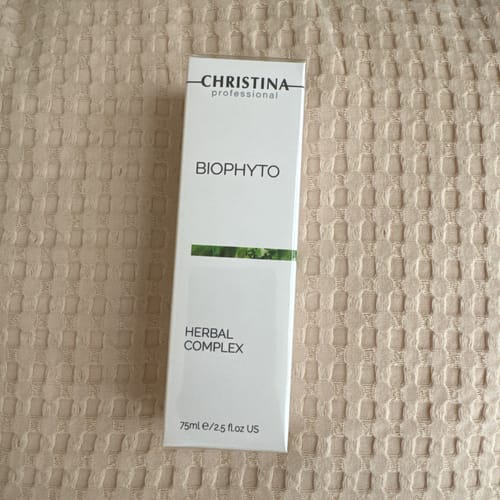 CHRISTINA
professional
BIOPHYTO
HERBAL
COMPLEX
75ml e/2.5 fl.oz US